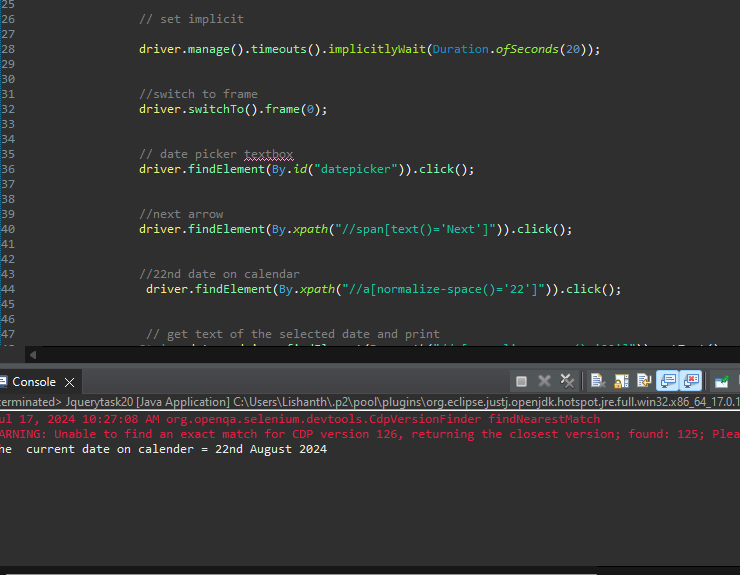 25
26 // set implicit
27
28 driver.manage().timeouts().implicitlyWait(Duration.ofSeconds(20));
29
30
31 //switch to frame
32 driver.switchTo().frame(0);
33
34
35 // date picker textbox
36 driver.findElement(By.id("datepicker")).click();
37
38
39 //next arrow
40 driver.findElement(By.xpath("//span[text()='Next']")).click();
41
42
43 //22nd date on calendar
44 driver.findElement(By.xpath("//a[normalize-space()='22']")).click();
45
46
47 // get text of the selected date and print
Console
terminated> Jquerytask20 [Java Application] C:\Users\Lishanth\.p2\pool\plugins\org.eclipse.justj.openjdk.hotspot.jre.full.win32.x86_64_17.0.1
ul 17, 2024 10:27:08 AM org.openqa.selenium.devtools.CdpVersionFinder findNearestMatch
ARNING: Unable to find an exact match for CDP version 126, returning the closest version; found: 125; Plea
he current date on calender = 22nd August 2024